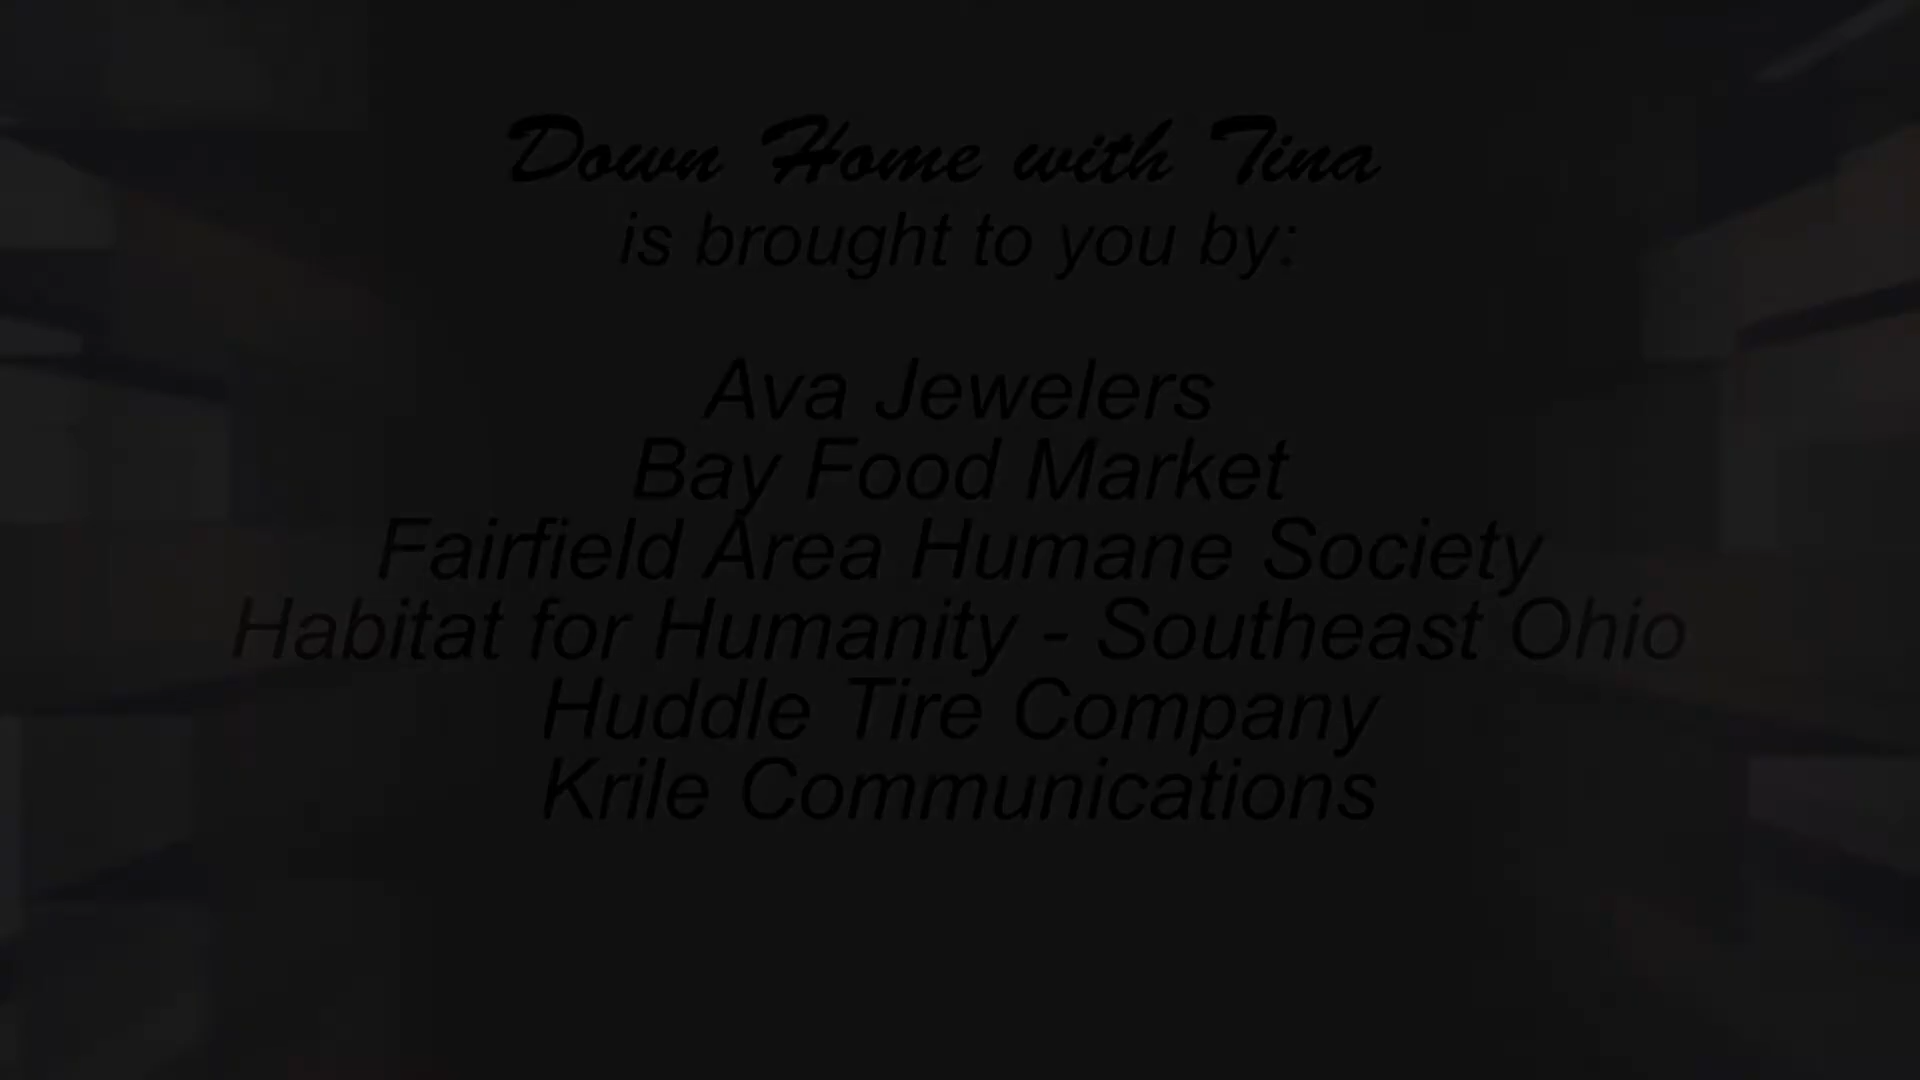 Down Home with Tina
is brought to you by:
Ava Jewelers
Bay Food Market
Fairfield Area Humane Society
Habitat for Humanity - Southeast Ohio
Huddle Tire Company
Krile Communications